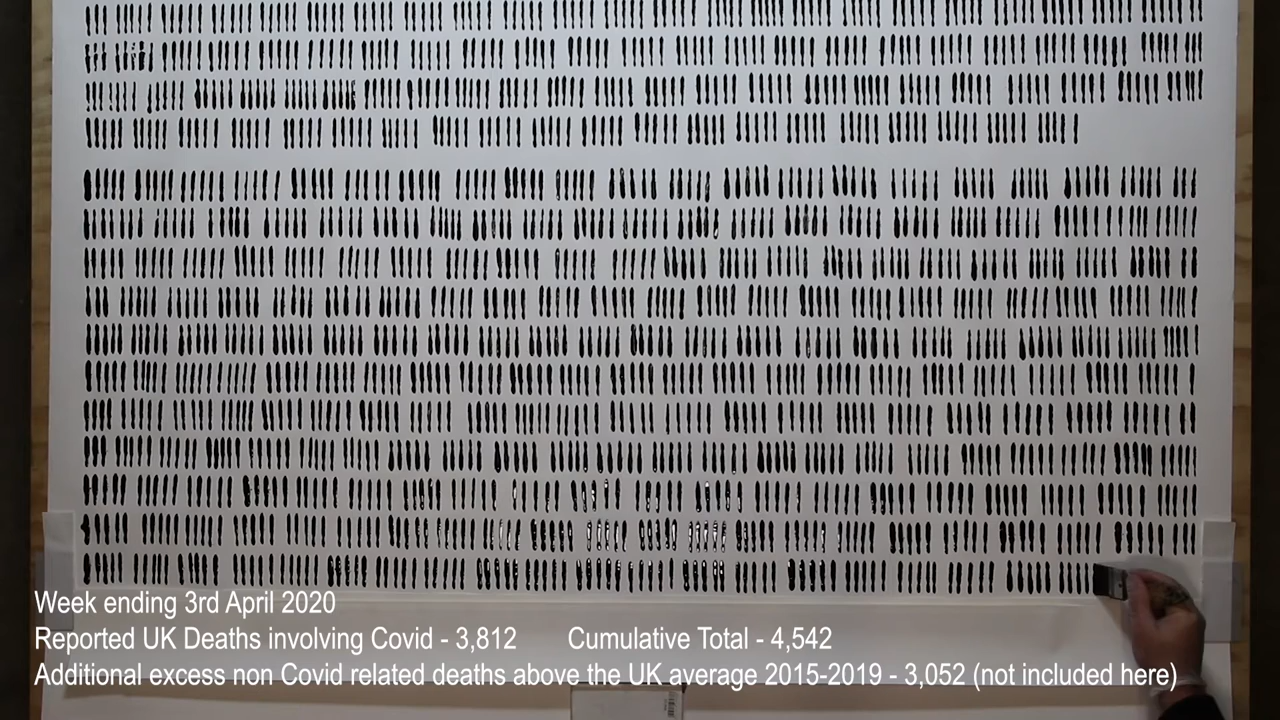 Week ending 3rd April 2020
Reported UK Deaths involving Covid - 3,812 Cumulative Total - 4,542
Additional excess non Covid related deaths above the UK average 2015-2019 - 3,052 (not included here)